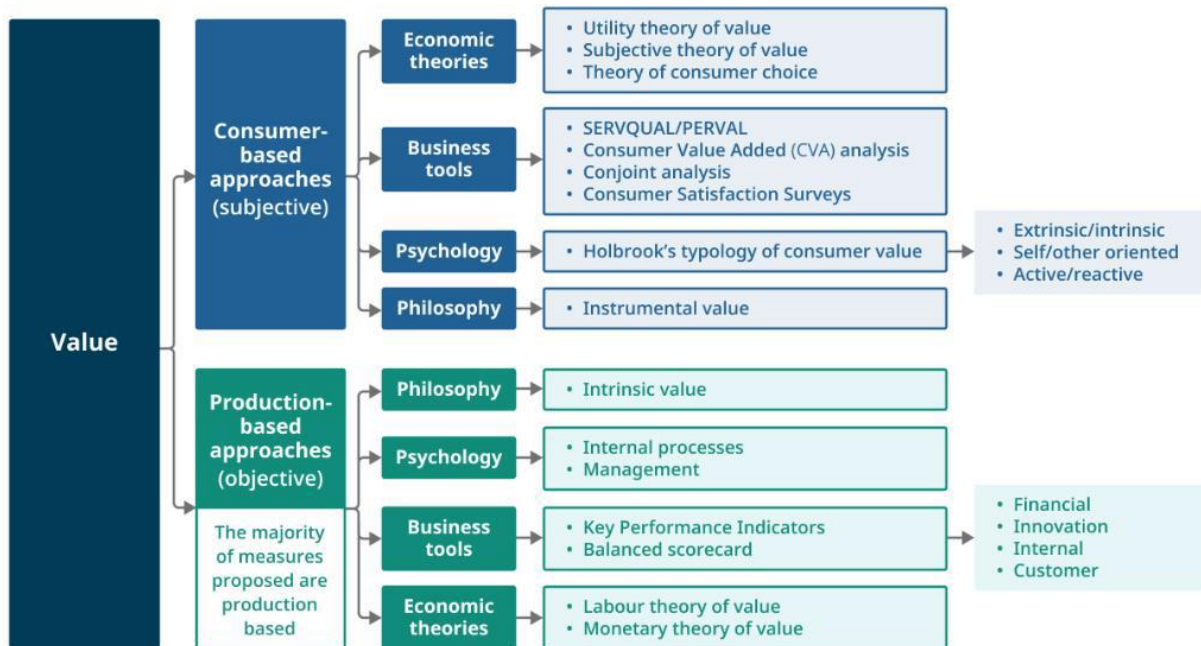 Value
Consumer-
based
approaches
(subjective)
Economic
theories
• Utility theory of value
• Subjective theory of value
• Theory of consumer choice
Business
tools
• SERVQUAL/PERVAL
• Consumer Value Added (CVA) analysis
• Conjoint analysis
• Consumer Satisfaction Surveys
Psychology
• Holbrook's typology of consumer value
• Extrinsic/intrinsic
• Self/other oriented
• Active/reactive
Philosophy
• Instrumental value
Production-
based
approaches
(objective)
The majority
of measures
proposed are
production
based
Philosophy
• Intrinsic value
Psychology
• Internal processes
• Management
Business
tools
• Key Performance Indicators
• Balanced scorecard
• Financial
• Innovation
• Internal
• Customer
Economic
theories
• Labour theory of value
• Monetary theory of value